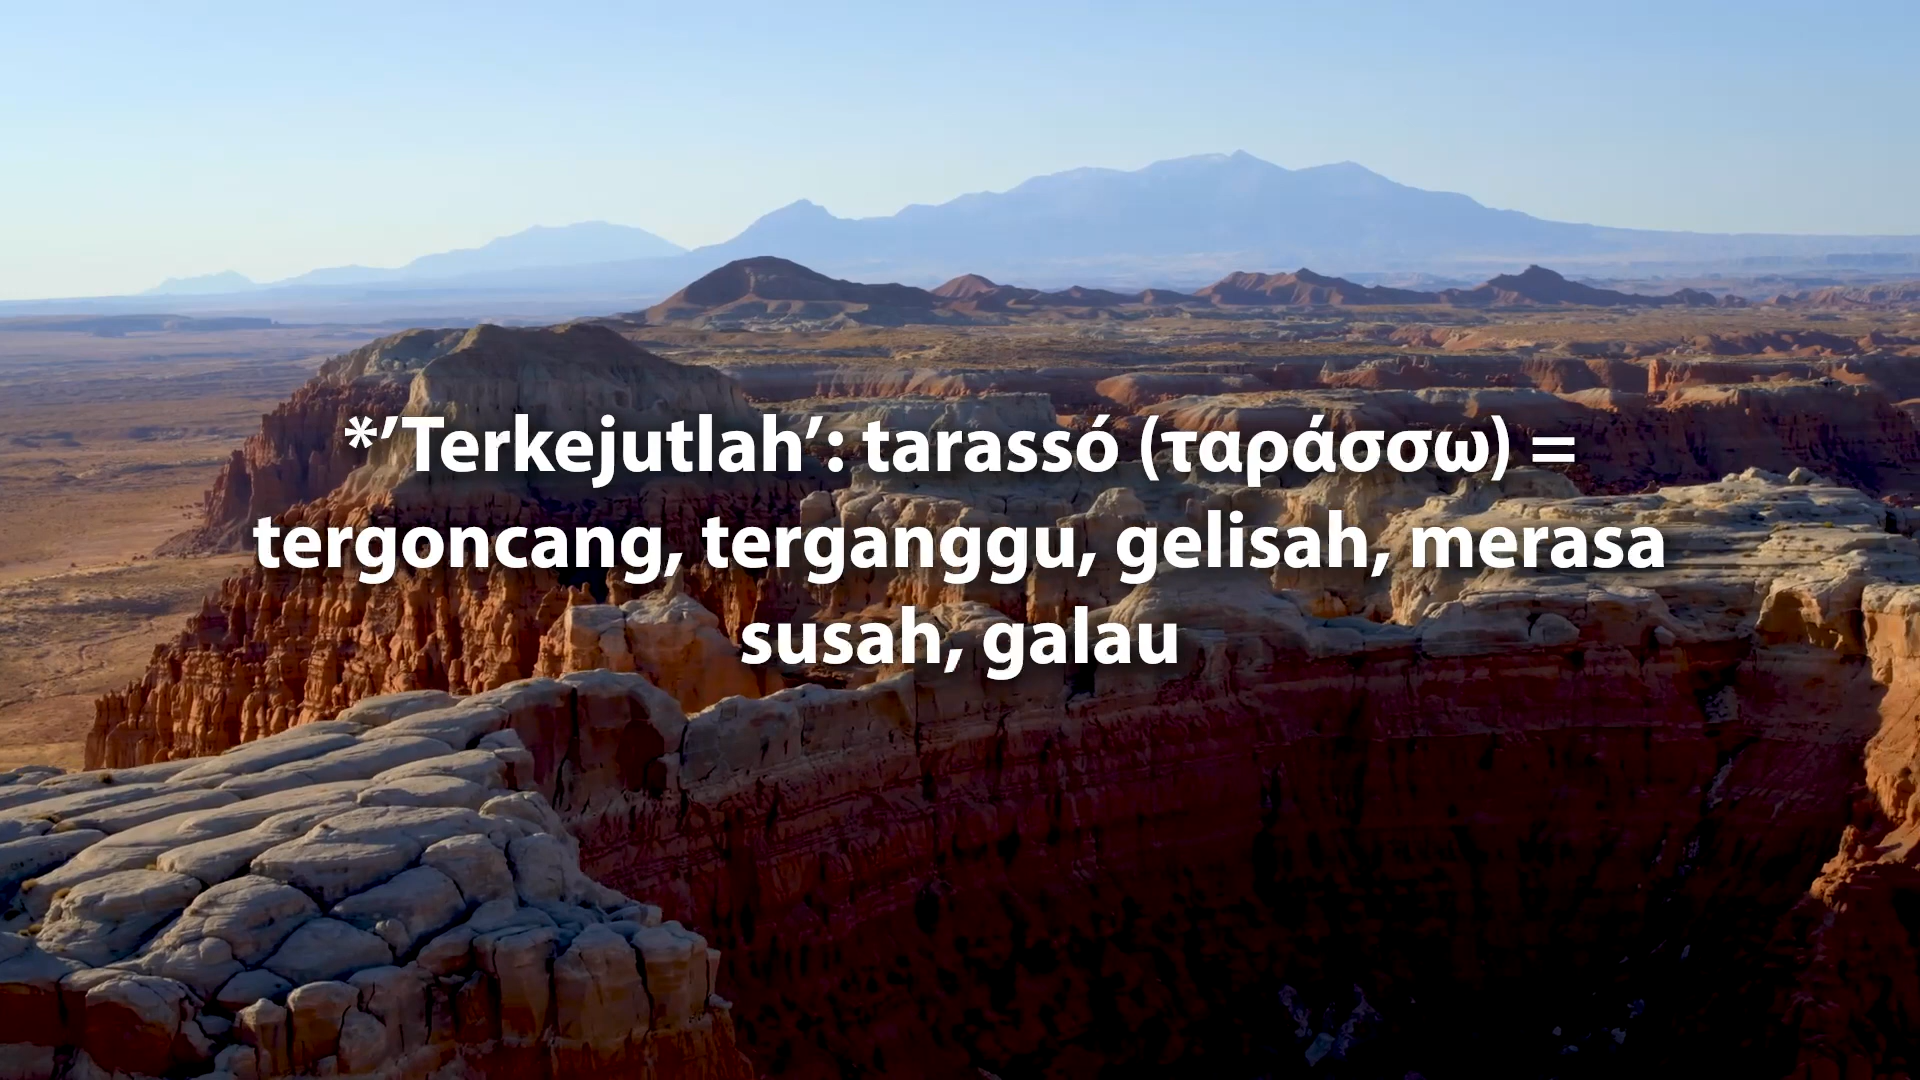 *’Terkejutlah’: tarassó (ταράσσω) =
tergoncang, terganggu, gelisah, merasa
susah, galau